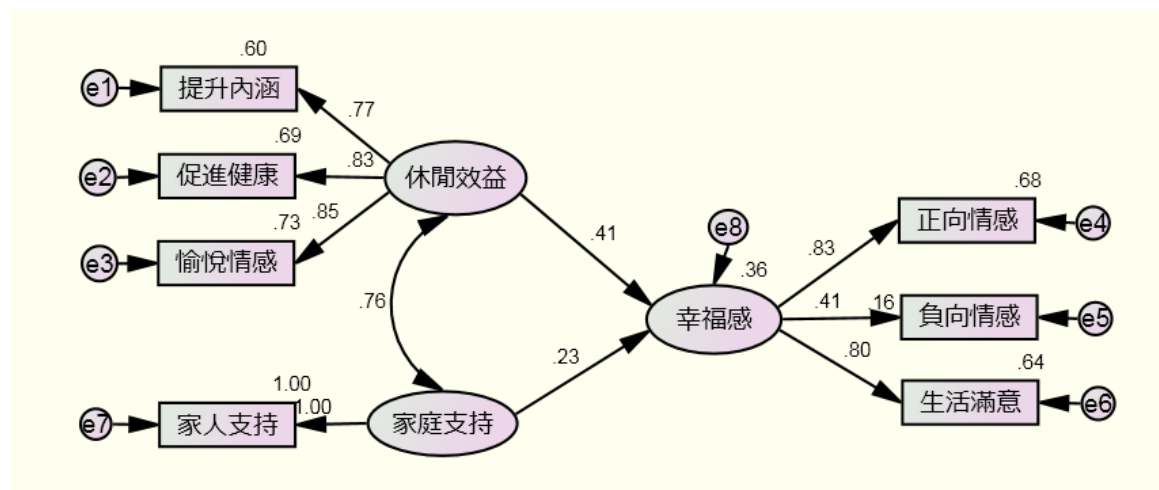 .60
e1
提升內涵
.77
.69
e2
促進健康
.83
休閒效益
.73
.85
e3
愉悅情感
.76
1.00
1.00
e7
家人支持
家庭支持
.41
.23
e8
.36
幸福感
.83
.41
.80
.68
正向情感
e4
.16
負向情感
e5
.64
生活滿意
e6